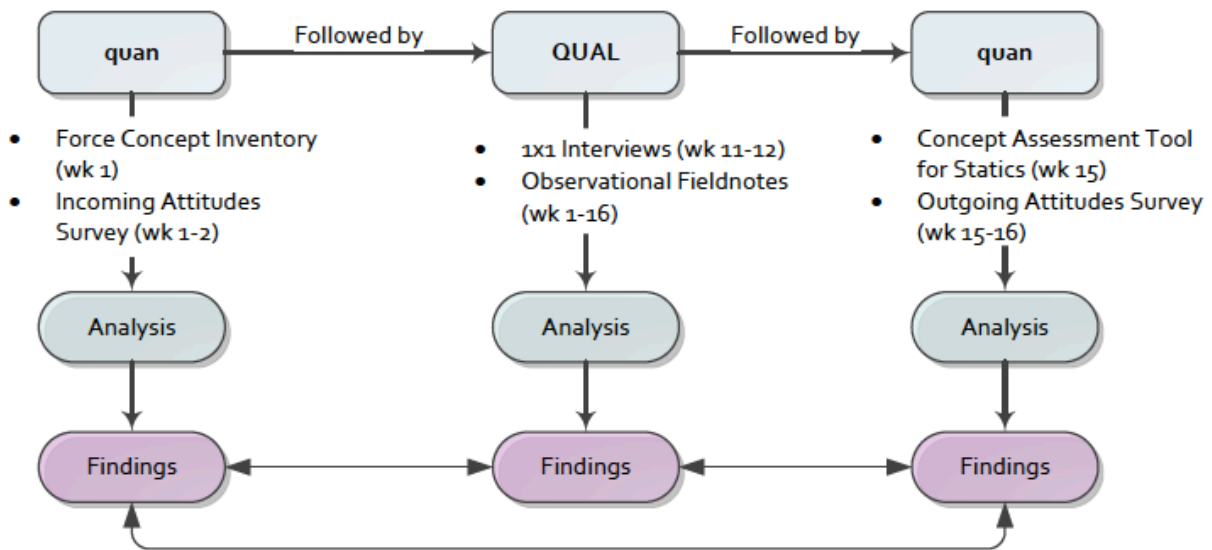 quan
Followed by
QUAL
Followed by
quan
• Force Concept Inventory
(wk 1)
• Incoming Attitudes
Survey (wk 1-2)
• 1x1 Interviews (wk 11-12)
• Observational Fieldnotes
(wk 1-16)
• Concept Assessment Tool
for Statics (wk 15)
• Outgoing Attitudes Survey
(wk 15-16)
Analysis
Analysis
Analysis
Findings
Findings
Findings